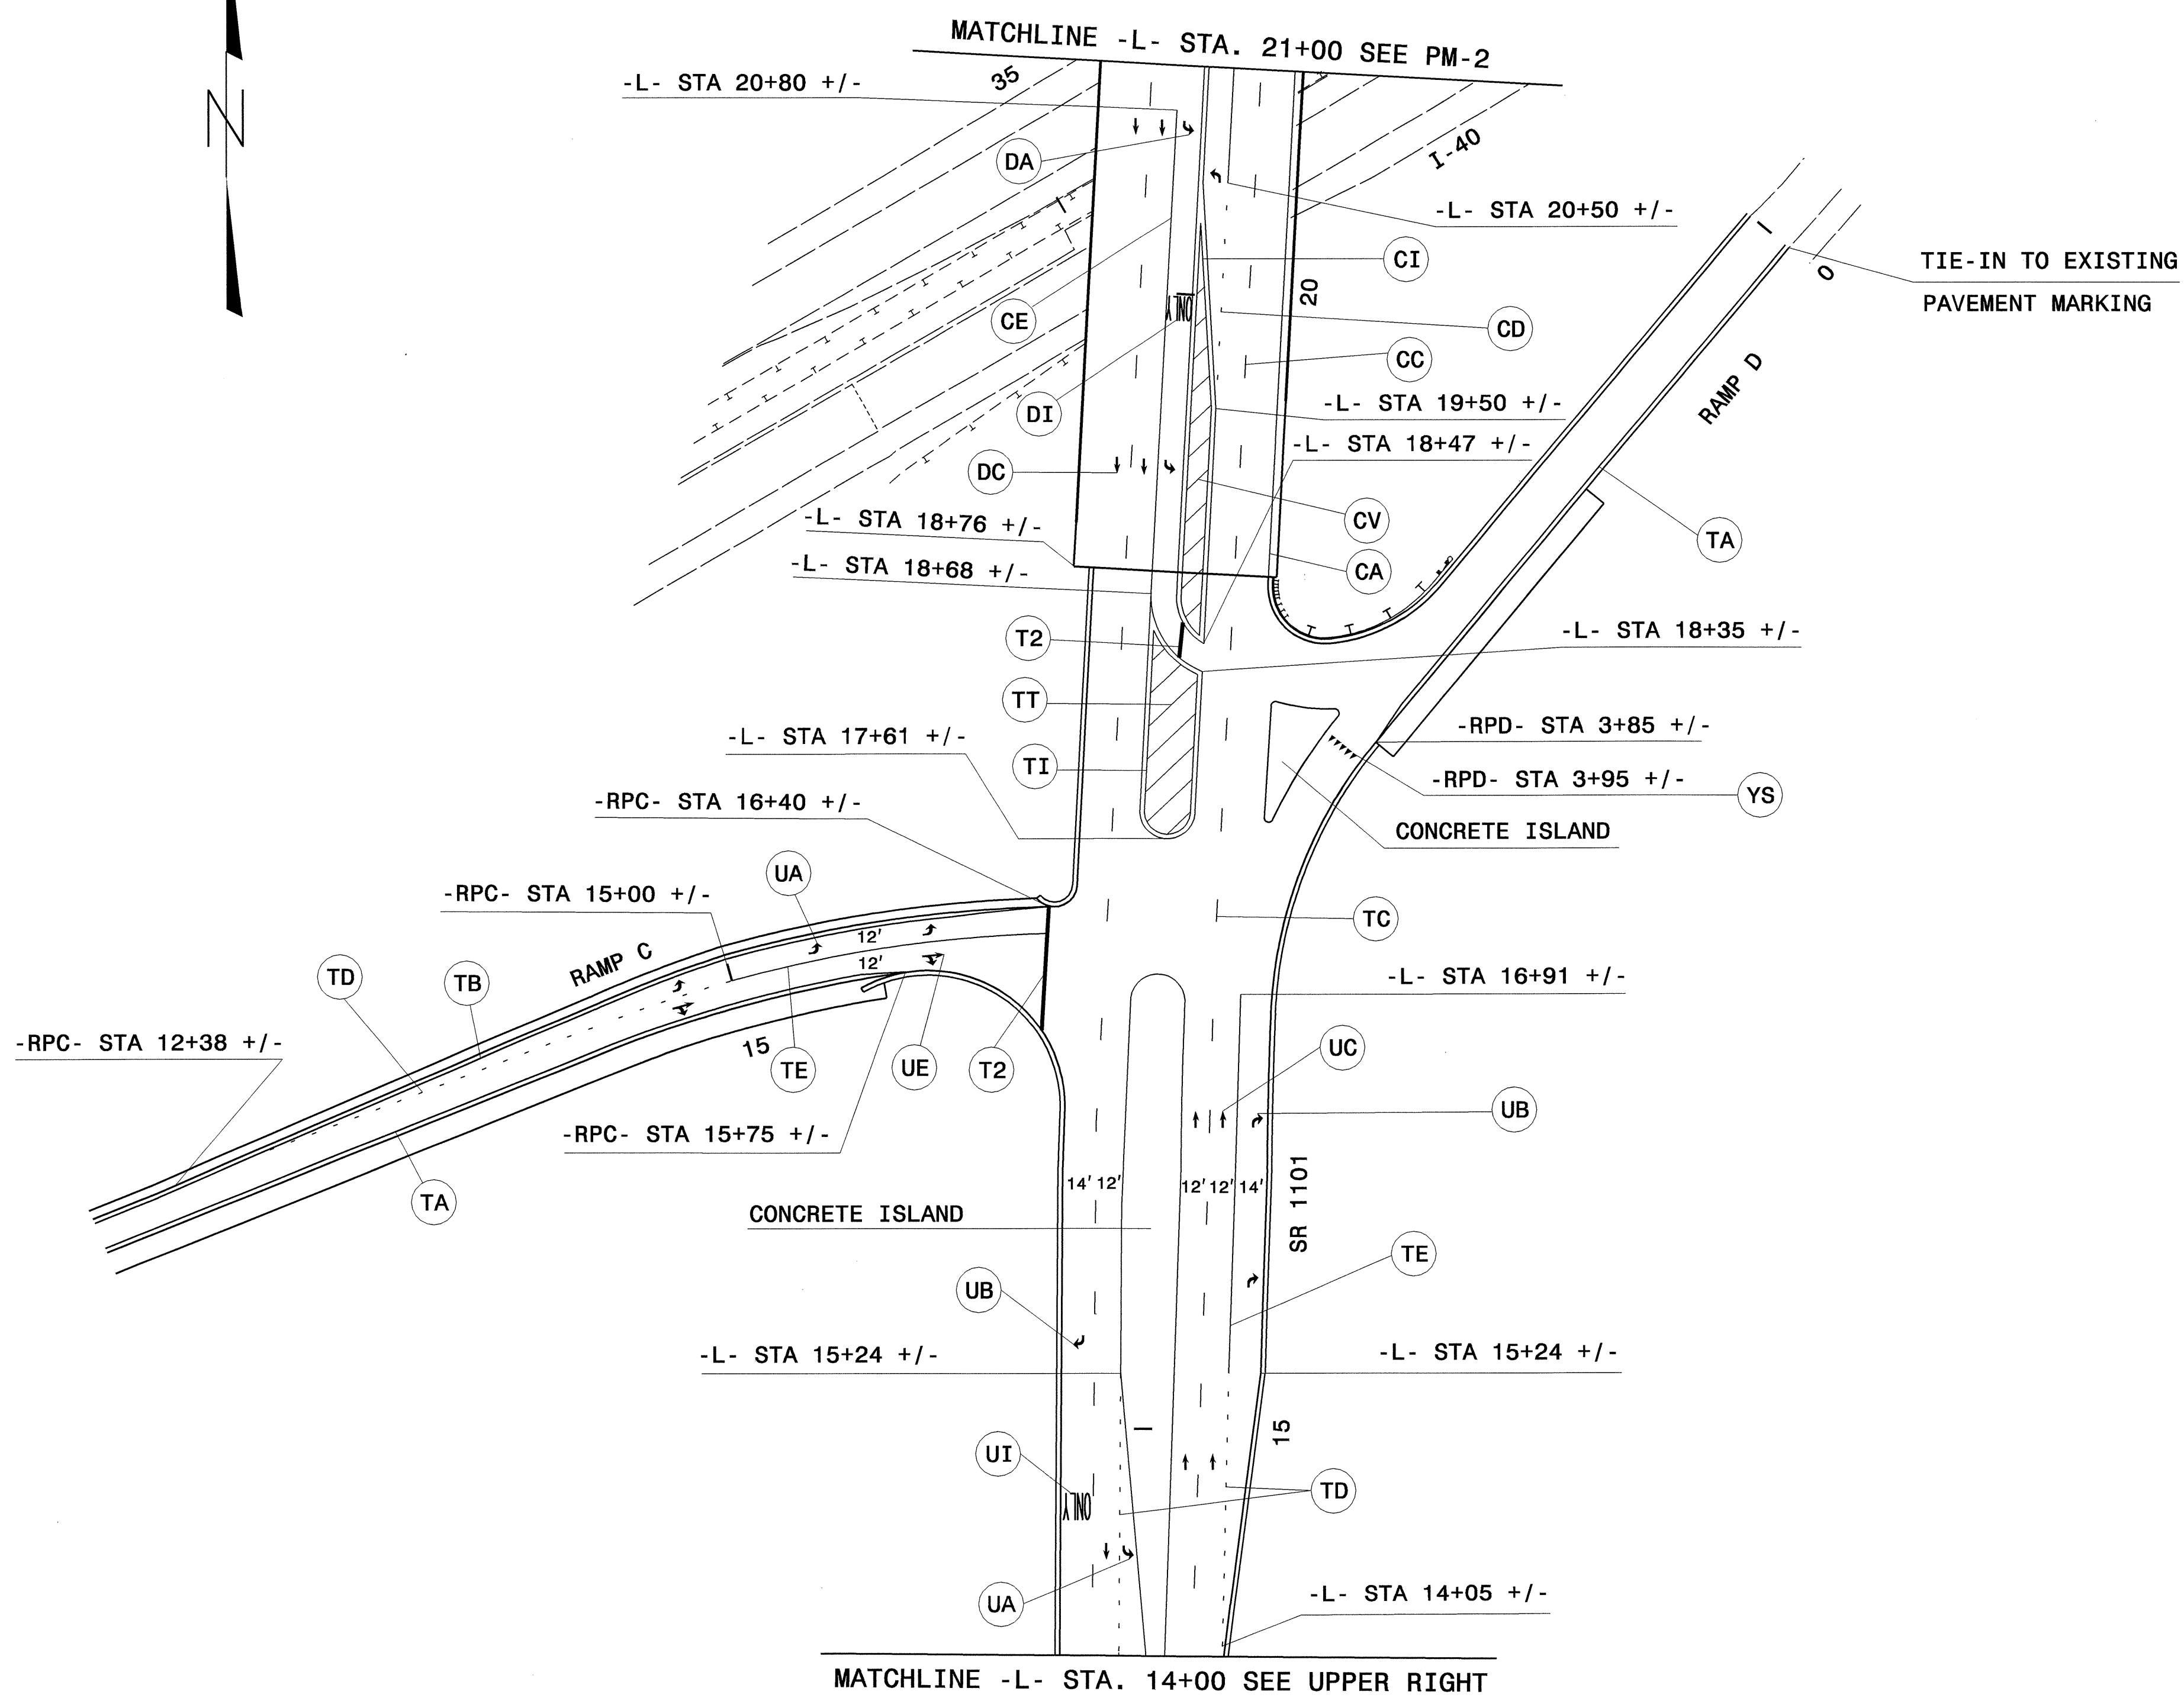 MATCHLINE -L- STA. 21+00 SEE PM-2
-L- STA 20+80 +/-
35
N
I-40
DA
-L- STA 20+50 +/-
CI
TIE-IN TO EXISTING
PAVEMENT MARKING
0
20
CE
ONLY
CD
CC
RAMP D
DI
-L- STA 19+50 +/-
-L- STA 18+47 +/-
DC
CV
-L- STA 18+76 +/-
TA
-L- STA 18+68 +/-
CA
T2
-L- STA 18+35 +/-
TT
-L- STA 17+61 +/-
-RPD- STA 3+85 +/-
TI
-RPD- STA 3+95 +/-
YS
-RPC- STA 16+40 +/-
CONCRETE ISLAND
UA
-RPC- STA 15+00 +/-
TC
12'
RAMP C
12'
TD
TB
-L- STA 16+91 +/-
-RPC- STA 12+38 +/-
15
TE
UE
T2
UC
UB
-RPC- STA 15+75 +/-
TA
14' 12'
12' 12' 14'
SR 1101
CONCRETE ISLAND
TE
UB
-L- STA 15+24 +/-
-L- STA 15+24 +/-
15
UI
TD
ONLY
UA
-L- STA 14+05 +/-
MATCHLINE -L- STA. 14+00 SEE UPPER RIGHT